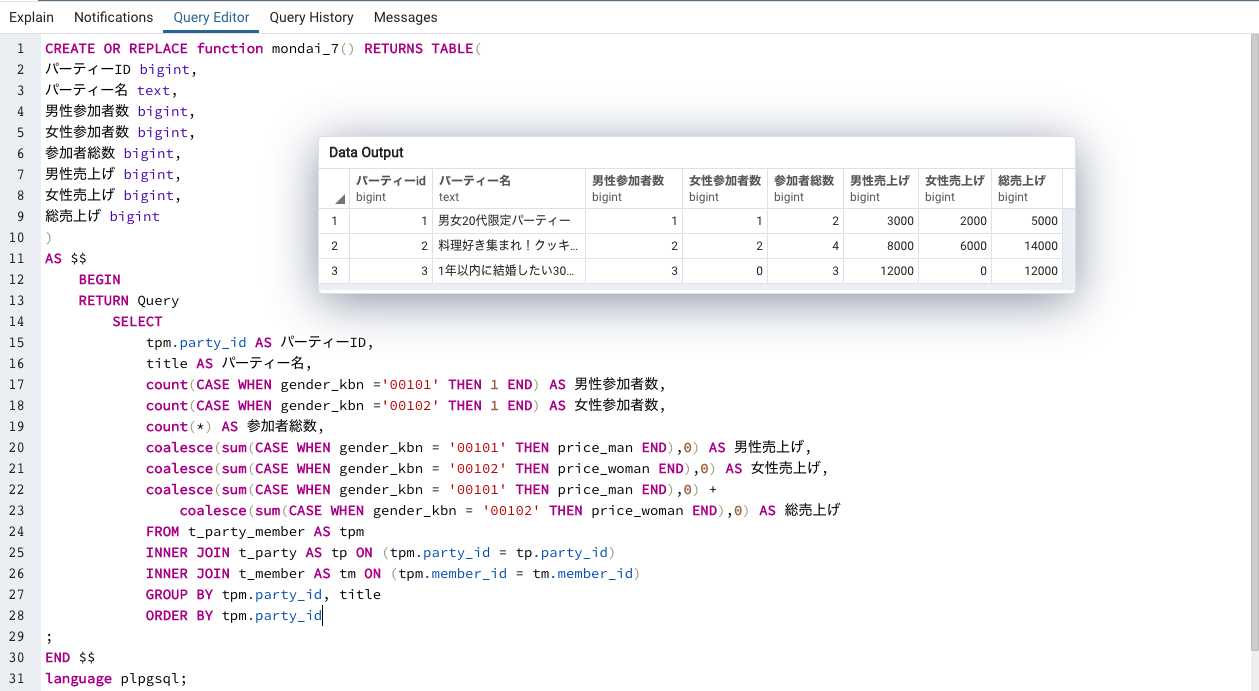 Explain Notifications Query Editor Query History Messages
1 CREATE OR REPLACE function mondai_7() RETURNS TABLE(
2 パーティーID bigint,
3 パーティー名 text,
4 男性参加者数 bigint,
5 女性参加者数 bigint,
6 参加者総数 bigint,
7 男性売上げ bigint,
8 女性売上げ bigint,
9 総売上げ bigint
10 )
11 AS $$
12 BEGIN
13 RETURN Query
14 SELECT
15 tpm.party_id AS パーティーID,
16 title AS パーティー名,
17 count(CASE WHEN gender_kbn ='00101' THEN 1 END) AS 男性参加者数,
18 count(CASE WHEN gender_kbn ='00102' THEN 1 END) AS 女性参加者数,
19 count(*) AS 参加者総数,
20 coalesce(sum(CASE WHEN gender_kbn = '00101' THEN price_man END),0) AS 男性売上げ,
21 coalesce(sum(CASE WHEN gender_kbn = '00102' THEN price_woman END),0) AS 女性売上げ,
22 coalesce(sum(CASE WHEN gender_kbn = '00101' THEN price_man END),0) +
23 coalesce(sum(CASE WHEN gender_kbn = '00102' THEN price_woman END),0) AS 総売上げ
24 FROM t_party_member AS tpm
25 INNER JOIN t_party AS tp ON (tpm.party_id = tp.party_id)
26 INNER JOIN t_member AS tm ON (tpm.member_id = tm.member_id)
27 GROUP BY tpm.party_id, title
28 ORDER BY tpm.party_id
29 ;
30 END $$
31 language plpgsql;
Data Output
パーティーid パーティー名 男性参加者数 女性参加者数 参加者総数 男性売上げ 女性売上げ 総売上げ
bigint text bigint bigint bigint bigint bigint bigint
1 1 男女20代限定パーティー 1 1 2 3000 2000 5000
2 2 料理好き集まれ！クッキ... 2 2 4 8000 6000 14000
3 3 1年以内に結婚したい30... 3 0 3 12000 0 12000